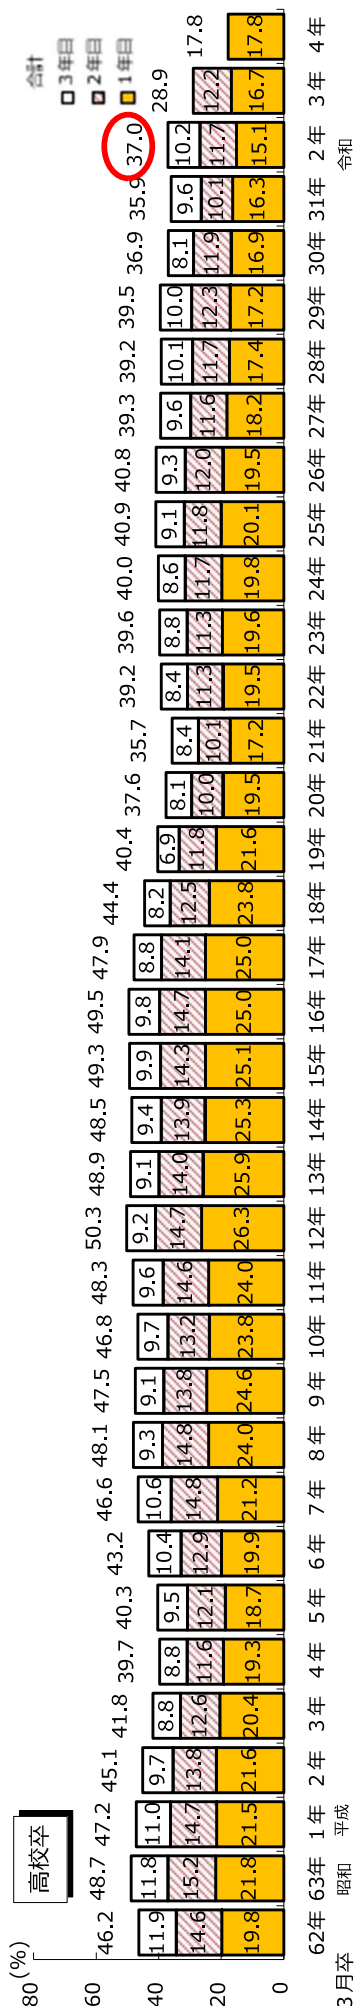 (%)
高校卒
合計
3年目
2年目
1年目
80
60
40
20
0
46.2 48.7 47.2 45.1 41.8 39.7 40.3 43.2 46.6 48.1 47.5 46.8 48.3 50.3 48.9 48.5 49.3 49.5 47.9 44.4 40.4 37.6 35.7 39.2 39.6 40.0 40.9 40.8 39.3 39.2 39.5 36.9 35.9 37.0 28.9 17.8
11.9 11.8 11.0 9.7 8.8 8.8 9.5 10.4 10.6 9.3 9.1 9.7 9.6 9.2 9.1 9.4 9.9 9.8 8.8 8.2 6.9 8.1 8.4 8.4 8.8 8.6 9.1 9.3 9.6 10.1 10.0 8.1 9.6 10.2
14.6 15.2 14.7 13.8 12.6 11.6 12.1 12.9 14.8 14.8 13.8 13.2 14.6 14.7 14.0 13.9 14.3 14.7 14.1 12.5 11.8 10.0 10.1 11.3 11.3 11.7 11.8 12.0 11.6 11.7 12.3 11.9 10.1 11.7 12.2
19.8 21.8 21.5 21.6 20.4 19.3 18.7 19.9 21.2 24.0 24.6 23.8 24.0 26.3 25.9 25.3 25.1 25.0 25.0 23.8 21.6 19.5 17.2 19.5 19.6 19.8 20.1 19.5 18.2 17.4 17.2 16.9 16.3 15.1 16.7 17.8
62年 63年 1年 2年 3年 4年 5年 6年 7年 8年 9年 10年 11年 12年 13年 14年 15年 16年 17年 18年 19年 20年 21年 22年 23年 24年 25年 26年 27年 28年 29年 30年 31年 2年 3年 4年
3月卒 昭和 平成 令和